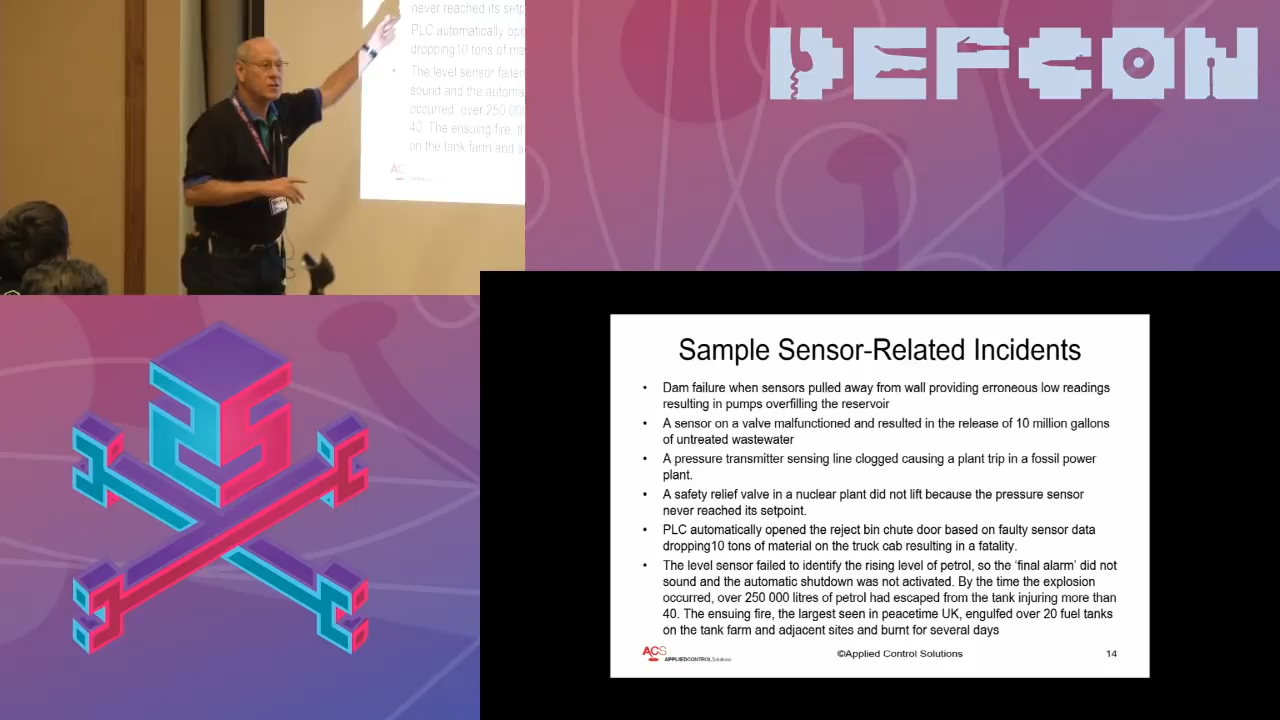 never reached its setp
PLC automatically ope
dropping10 tons of ma
The level sensor failed
sound and the automa
occurred, over 250 000
40. The ensuing fire, th
on the tank farm and a
AC
DEFCON
Sample Sensor-Related Incidents
• Dam failure when sensors pulled away from wall providing erroneous low readings
resulting in pumps overfilling the reservoir
• A sensor on a valve malfunctioned and resulted in the release of 10 million gallons
of untreated wastewater
• A pressure transmitter sensing line clogged causing a plant trip in a fossil power
plant.
• A safety relief valve in a nuclear plant did not lift because the pressure sensor
never reached its setpoint.
• PLC automatically opened the reject bin chute door based on faulty sensor data
dropping10 tons of material on the truck cab resulting in a fatality.
• The level sensor failed to identify the rising level of petrol, so the ‘final alarm’ did not
sound and the automatic shutdown was not activated. By the time the explosion
occurred, over 250 000 litres of petrol had escaped from the tank injuring more than
40. The ensuing fire, the largest seen in peacetime UK, engulfed over 20 fuel tanks
on the tank farm and adjacent sites and burnt for several days
ACS APPLIEDCONTROLSolutions
©Applied Control Solutions
14